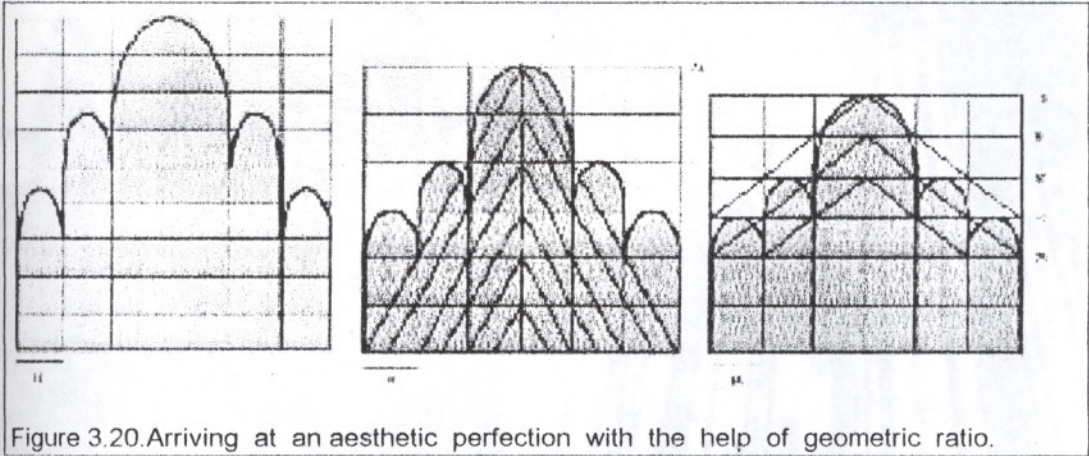 Figure 3.20.Arriving at an aesthetic perfection with the help of geometric ratio.